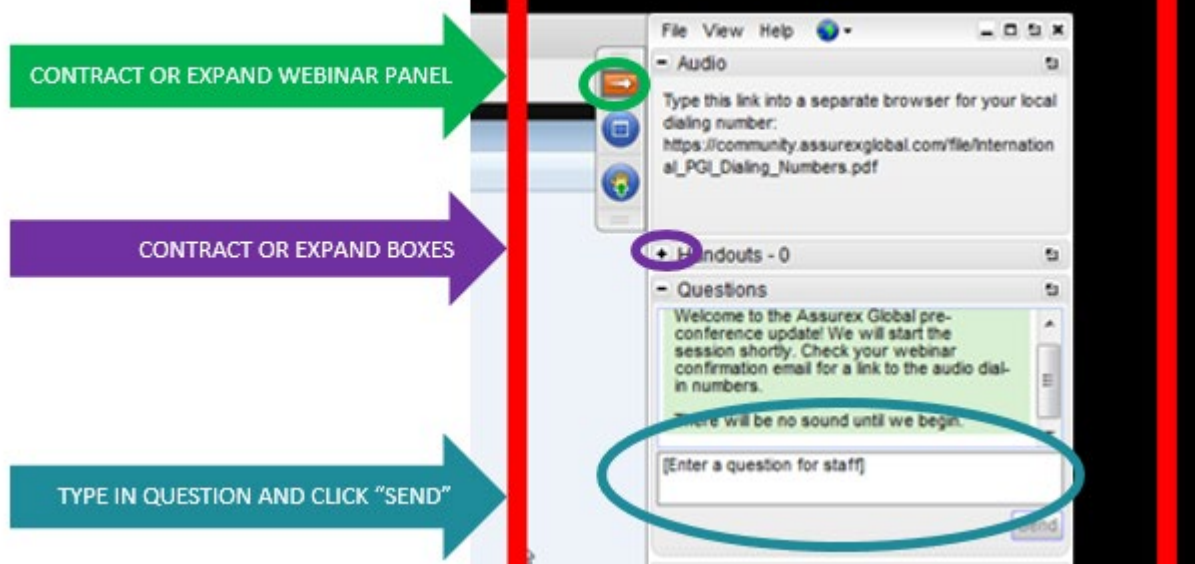 CONTRACT OR EXPAND WEBINAR PANEL
CONTRACT OR EXPAND BOXES
TYPE IN QUESTION AND CLICK “SEND”
File View Help
Audio
Type this link into a separate browser for your local
dialing number:
https://community.assurexglobal.com/file/Internation
al_PGI_Dialing_Numbers.pdf
Handouts - 0
Questions
Welcome to the Assurex Global pre-
conference update! We will start the
session shortly. Check your webinar
confirmation email for a link to the audio dial-
in numbers.
There will be no sound until we begin.
[Enter a question for staff]
Send